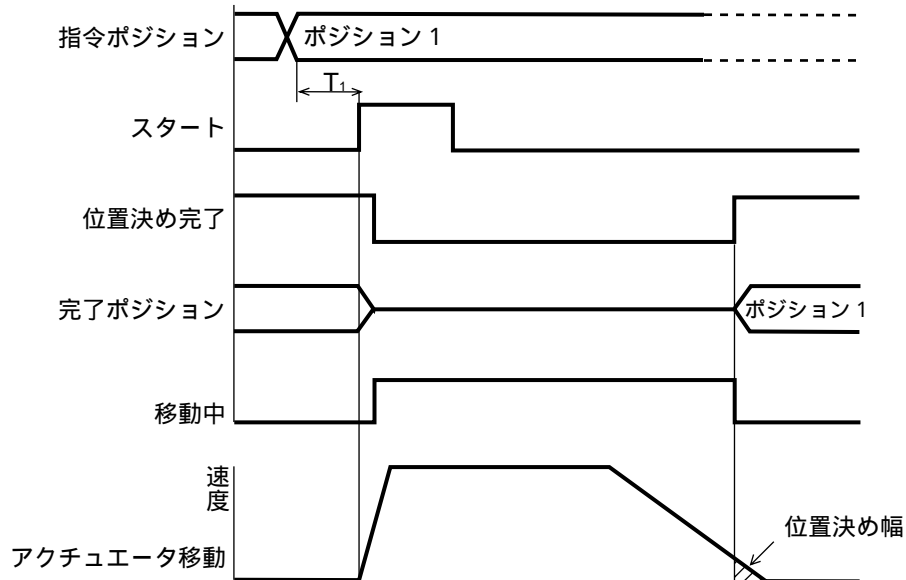 指令ポジション
ポジション1
T₁
スタート
位置決め完了
完了ポジション
ポジション1
移動中
速度
位置決め幅
アクチュエータ移動